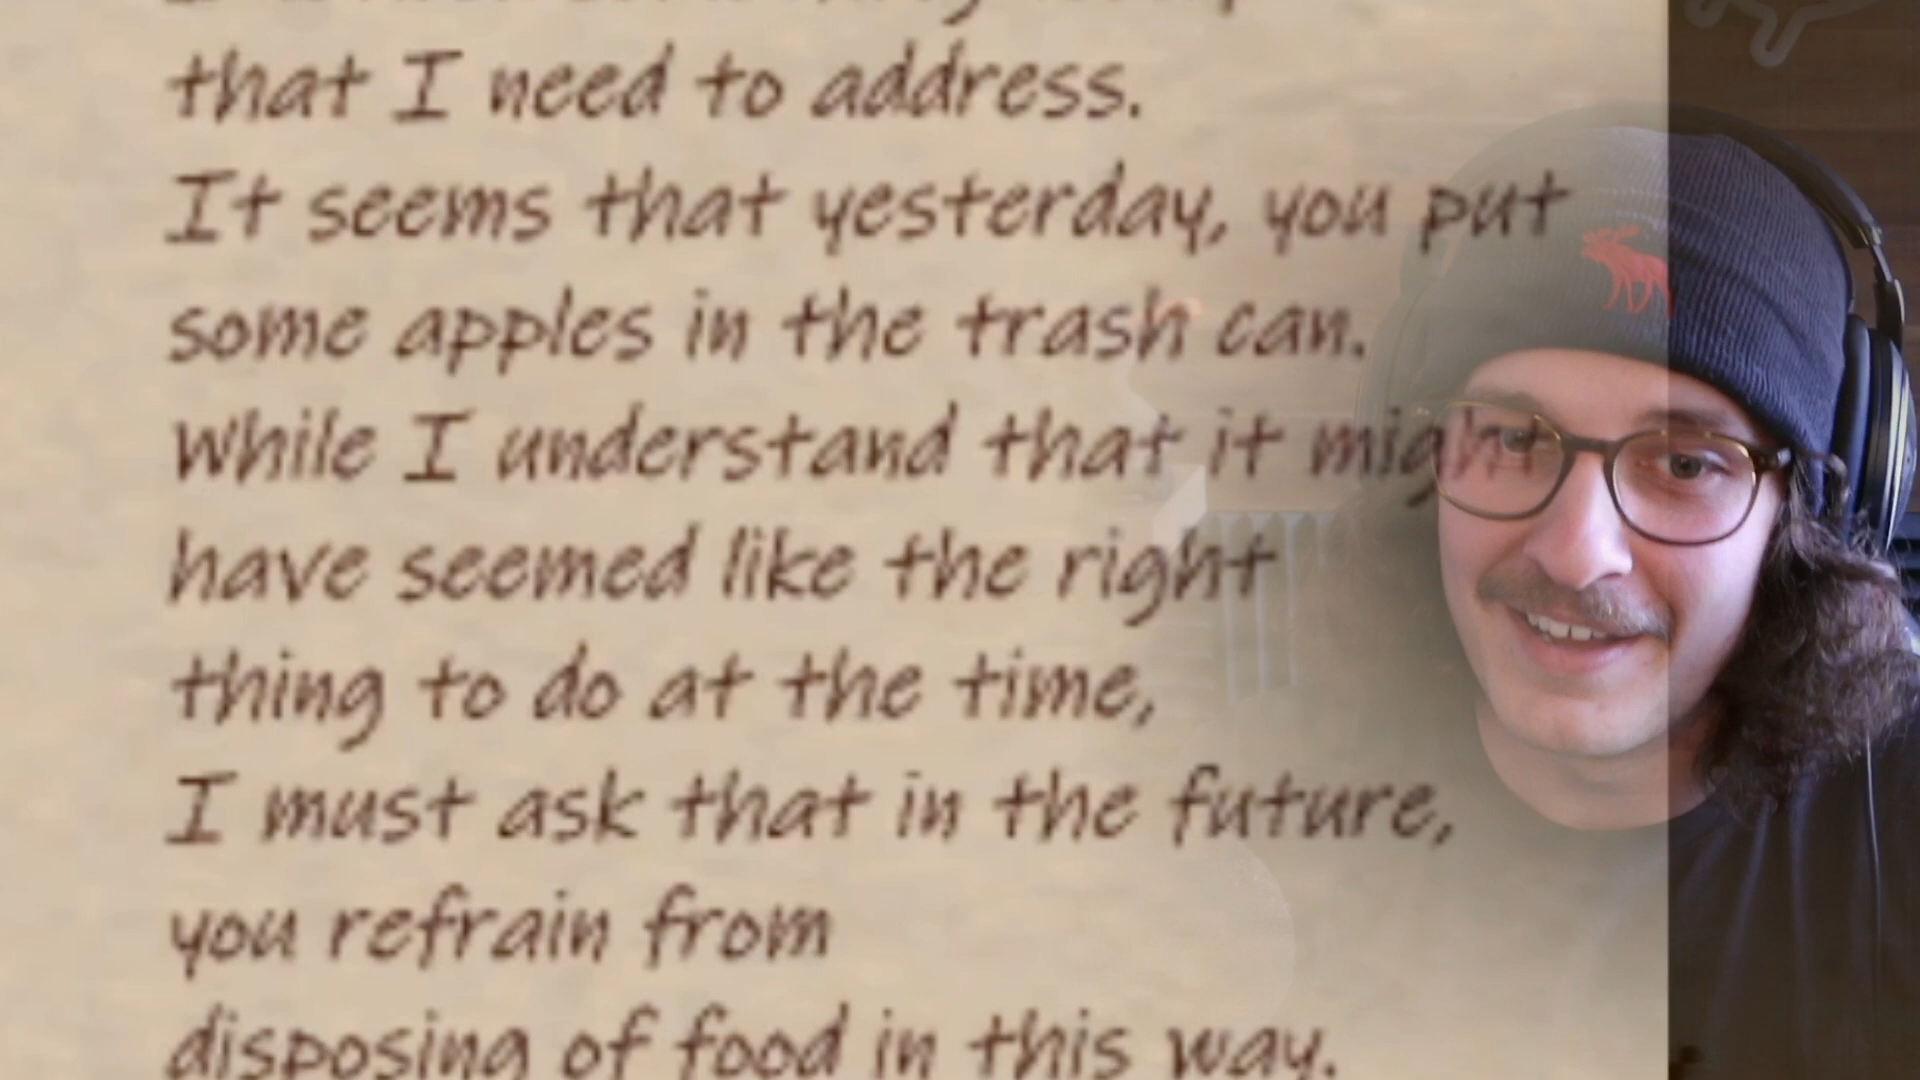 that I need to address.
It seems that yesterday, you put
some apples in the trash can.
While I understand that it might
have seemed like the right
thing to do at the time,
I must ask that in the future,
you refrain from
disposing of food in this way.